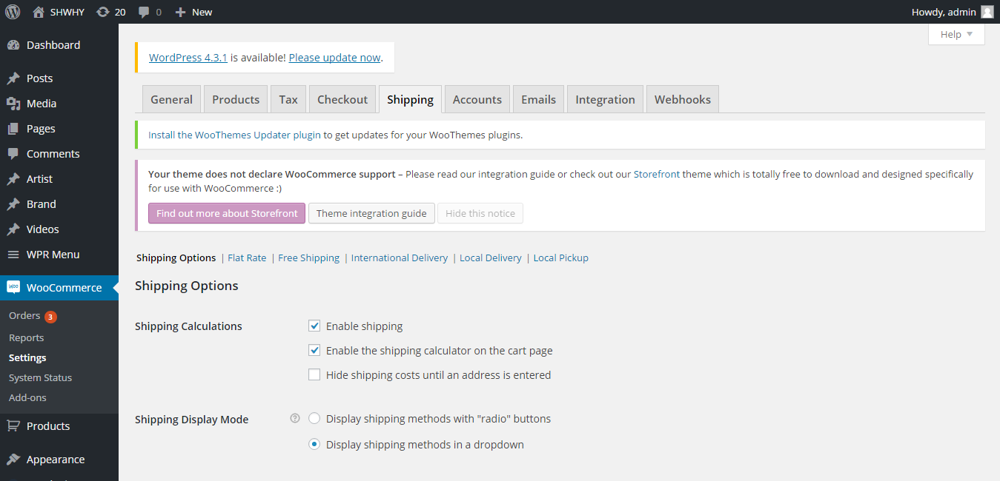 SHWHY 20 0 New Howdy, admin
Help
Dashboard
Posts
Media
Pages
Comments
Artist
Brand
Videos
WPR Menu
WOO WooCommerce
Orders 3
Reports
Settings
System Status
Add-ons
Products
Appearance
WordPress 4.3.1 is available! Please update now.
General Products Tax Checkout Shipping Accounts Emails Integration Webhooks
Install the WooThemes Updater plugin to get updates for your WooThemes plugins.
Your theme does not declare WooCommerce support – Please read our integration guide or check out our Storefront theme which is totally free to download and designed specifically
for use with WooCommerce :)
Find out more about Storefront Theme integration guide Hide this notice
Shipping Options | Flat Rate | Free Shipping | International Delivery | Local Delivery | Local Pickup
Shipping Options
Shipping Calculations Enable shipping
Enable the shipping calculator on the cart page
Hide shipping costs until an address is entered
Shipping Display Mode ? Display shipping methods with "radio" buttons
Display shipping methods in a dropdown